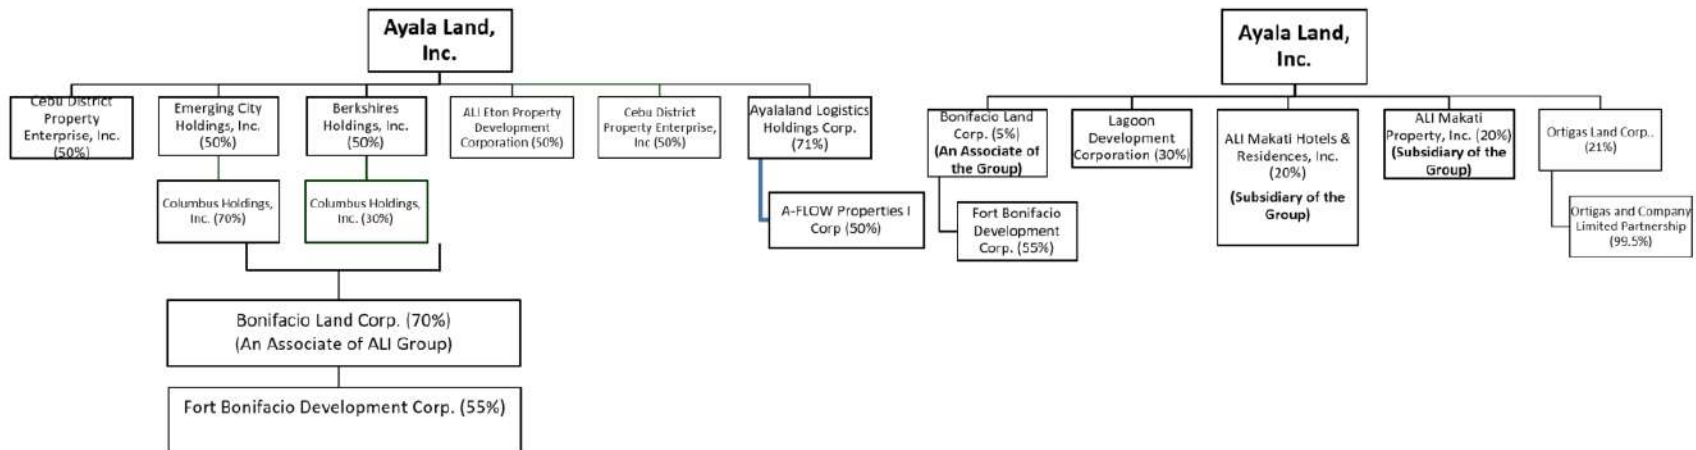 Ayala Land,
Inc.
Cebu District
Property
Enterprise, Inc.
(50%)
Emerging City
Holdings, Inc.
(50%)
Berkshires
Holdings, Inc.
(50%)
ALI Eton Property
Development
Corporation (50%)
Cebu District
Property Enterprise,
Inc (50%)
Ayalaland Logistics
Holdings Corp.
(71%)
Columbus Holdings,
Inc. (70%)
Columbus Holdings,
Inc. (30%)
A-FLOW Properties I
Corp (50%)
Bonifacio Land Corp. (70%)
(An Associate of ALI Group)
Fort Bonifacio Development Corp. (55%)
Ayala Land,
Inc.
Bonifacio Land
Corp. (5%)
(An Associate of
the Group)
Lagoon
Development
Corporation (30%)
ALI Makati Hotels &
Residences, Inc.
(20%)
(Subsidiary of the
Group)
ALI Makati
Property, Inc. (20%)
(Subsidiary of the
Group)
Ortigas Land Corp..
(21%)
Fort Bonifacio
Development
Corp. (55%)
Ortigas and Company
Limited Partnership
(99.5%)